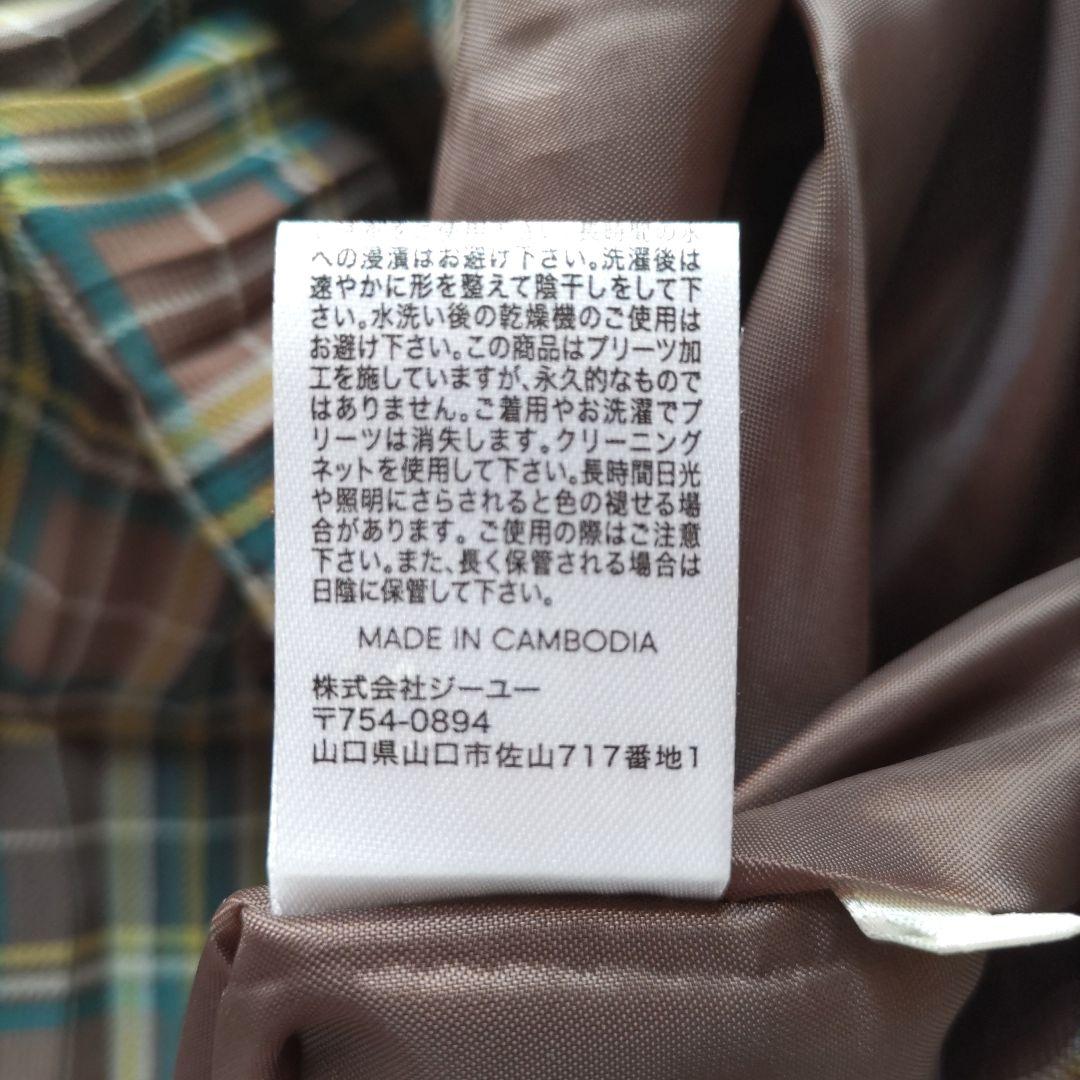 長時間の水
への浸漬はお避け下さい。洗濯後は
速やかに形を整えて陰干しをして下
さい。水洗い後の乾燥機のご使用は
お避け下さい。この商品はプリーツ加
工を施していますが、永久的なもので
はありません。ご着用やお洗濯でプ
リーツは消失します。クリーニング
ネットを使用して下さい。長時間日光
や照明にさらされると色の褪せる場
合があります。ご使用の際はご注意
下さい。また、長く保管される場合は
日陰に保管して下さい。
MADE IN CAMBODIA
株式会社ジーユー
〒754-0894
山口県山口市佐山717番地1